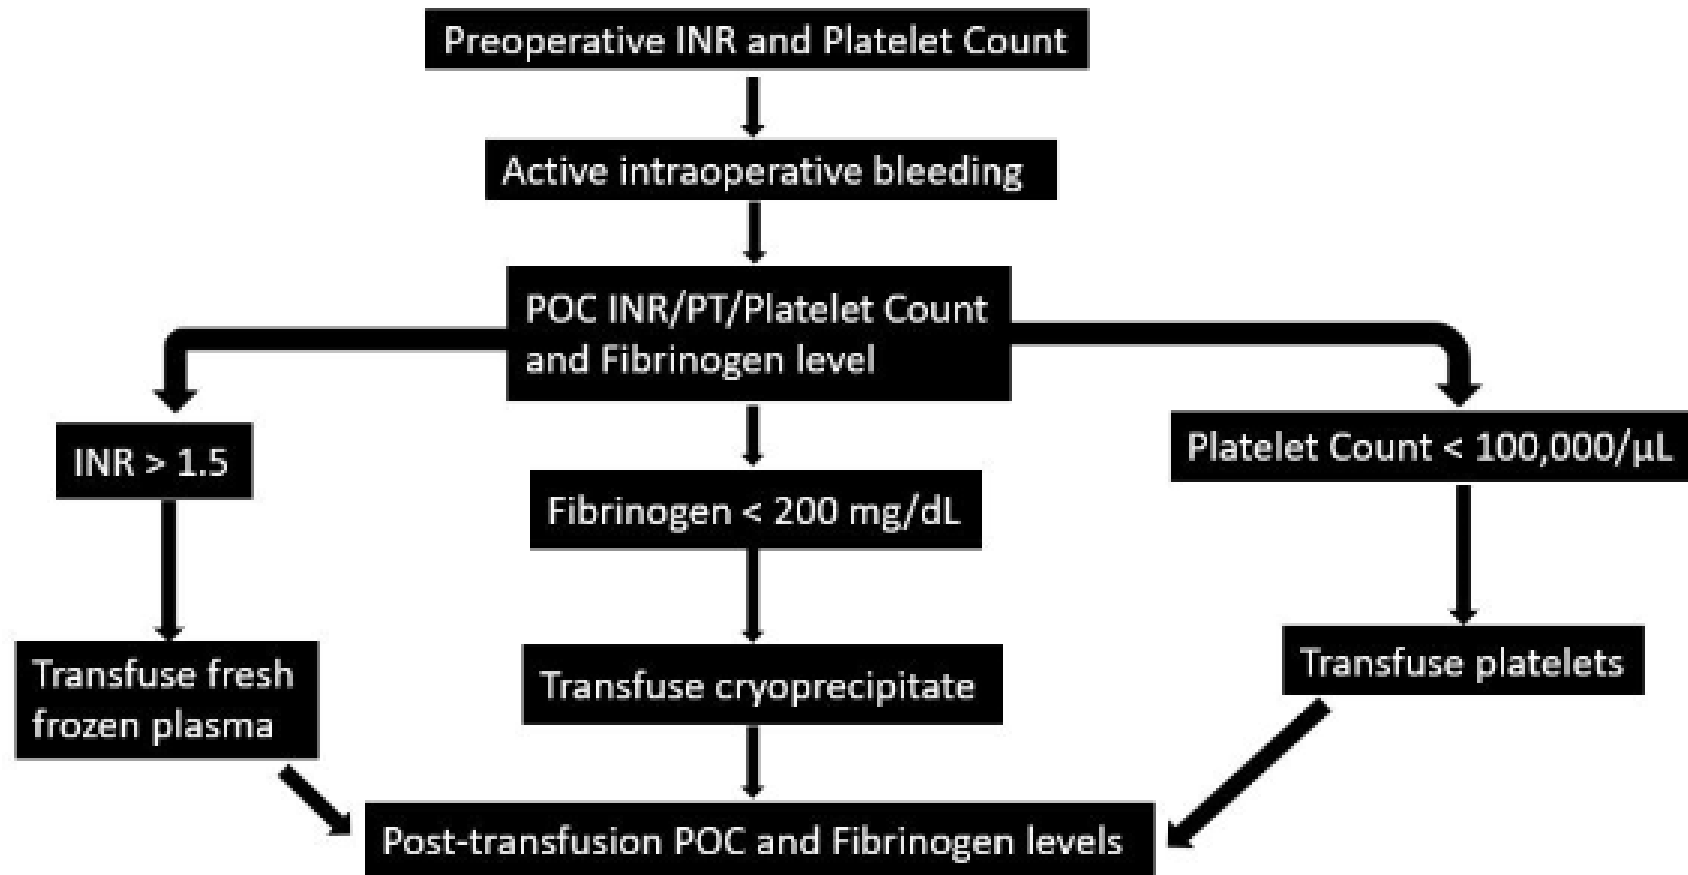 Preoperative INR and Platelet Count
Active intraoperative bleeding
POC INR/PT/Platelet Count
and Fibrinogen level
INR > 1.5
Fibrinogen < 200 mg/dL
Platelet Count < 100,000/µL
Transfuse fresh
frozen plasma
Transfuse cryoprecipitate
Transfuse platelets
Post-transfusion POC and Fibrinogen levels